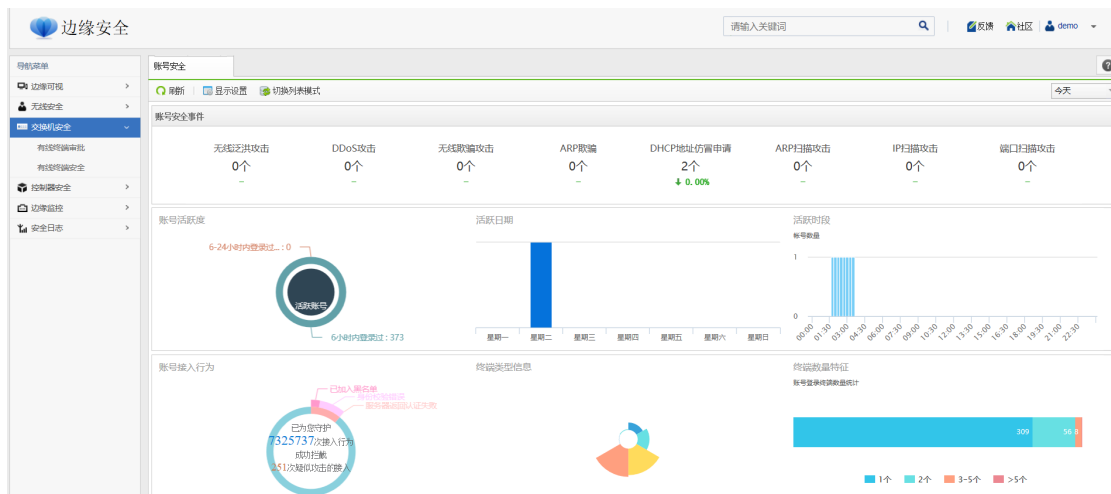 边缘安全
请输入关键词
反馈
社区
demo
导航菜单
边缘可视
无线安全
交换机安全
有线终端审批
有线终端安全
控制器安全
边缘监控
安全日志
账号安全
刷新
显示设置
切换列表模式
今天
账号安全事件
无线泛洪攻击
0个
–
DDoS攻击
0个
–
无线欺骗攻击
0个
–
ARP欺骗
0个
–
DHCP地址仿冒申请
2个
0.00%
ARP扫描攻击
0个
–
IP扫描攻击
0个
–
端口扫描攻击
0个
–
账号活跃度
6-24小时内登录过...: 0
活跃账号
6小时内登录过 : 373
活跃日期
星期一 星期二 星期三 星期四 星期五 星期六 星期日
活跃时段
帐号数量
1
0
00:00 01:30 03:00 04:30 06:00 07:30 09:00 10:30 12:00 13:30 15:00 16:30 18:00 19:30 21:00 22:30
账号接入行为
已加入黑名单
服务器返回认证失败
已为您守护
7325737次接入行为
成功拦截
251次疑似攻击的接入
终端类型信息
终端数量特征
账号登录终端数量统计
309 56 8
1个 2个 3-5个 >5个